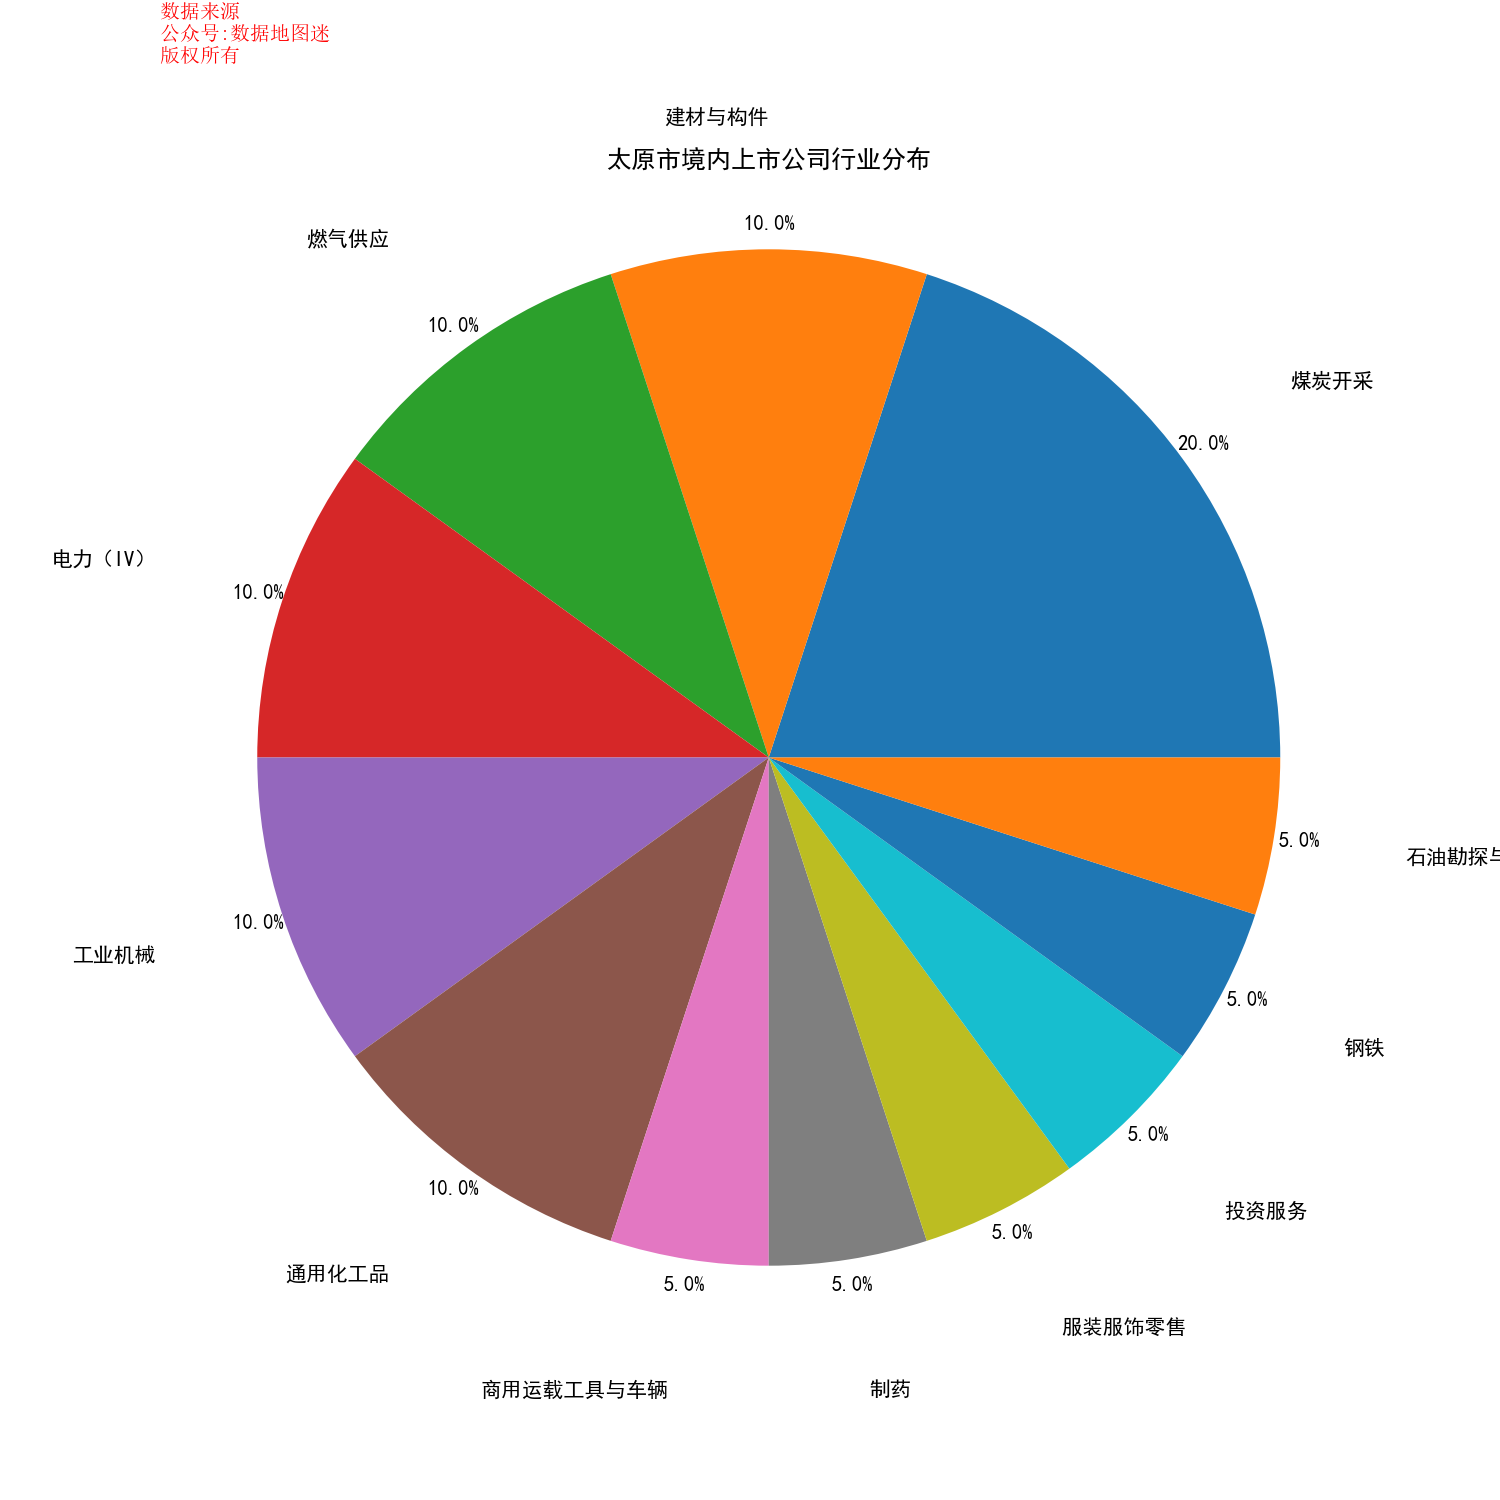 数据来源
公众号:数据地图迷
版权所有
建材与构件
太原市境内上市公司行业分布
10.0%
燃气供应
10.0%
煤炭开采
20.0%
电力（IV）
10.0%
石油勘探与
5.0%
工业机械
10.0%
5.0%
钢铁
5.0%
投资服务
10.0%
通用化工品
5.0%
服装服饰零售
5.0%
5.0%
商用运载工具与车辆
制药